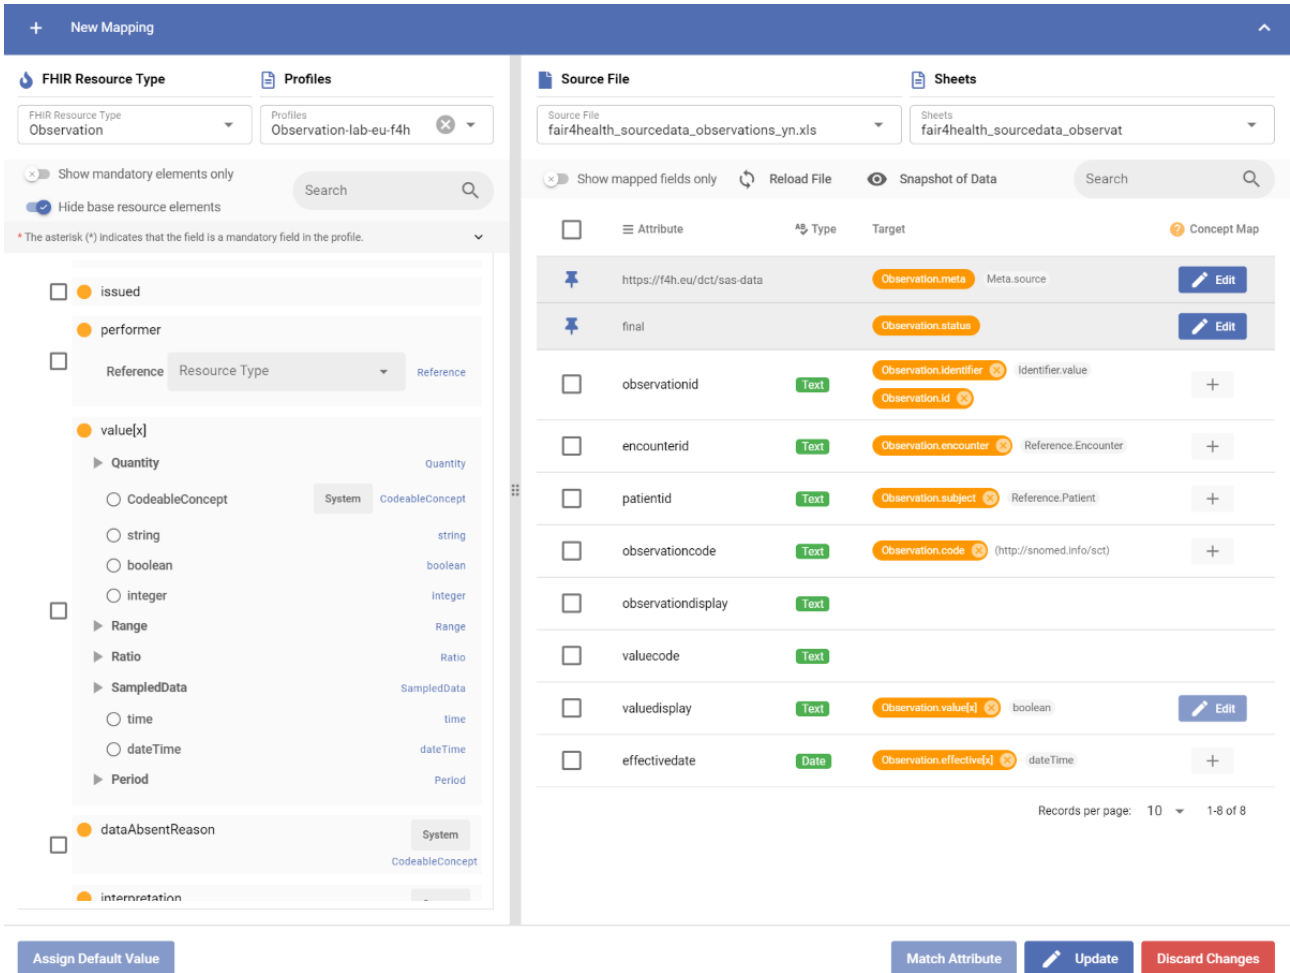 New Mapping
FHIR Resource Type
Profiles
FHIR Resource Type
Observation
Profiles
Observation-lab-eu-f4h
Show mandatory elements only
Hide base resource elements
Search
* The asterisk (*) indicates that the field is a mandatory field in the profile.
issued
performer
Reference Resource Type Reference
value[x]
Quantity Quantity
CodeableConcept System CodeableConcept
string string
boolean boolean
integer integer
Range Range
Ratio Ratio
SampledData SampledData
time time
dateTime dateTime
Period Period
dataAbsentReason System
CodeableConcept
interpretation
Source File
Sheets
Source File
fair4health_sourcedata_observations_yn.xls
Sheets
fair4health_sourcedata_observat
Show mapped fields only Reload File Snapshot of Data Search
Attribute Type Target Concept Map
https://f4h.eu/dct/sas-data Observation.meta Meta.source Edit
final Observation.status Edit
observationid Text Observation.identifier Identifier.value
Observation.id
encounterid Text Observation.encounter Reference.Encounter
patientid Text Observation.subject Reference.Patient
observationcode Text Observation.code (http://snomed.info/sct)
observationdisplay Text
valuecode Text
valuedisplay Text Observation.value[x] boolean Edit
effectivedate Date Observation.effective[x] dateTime
Records per page: 10 1-8 of 8
Assign Default Value
Match Attribute Update Discard Changes